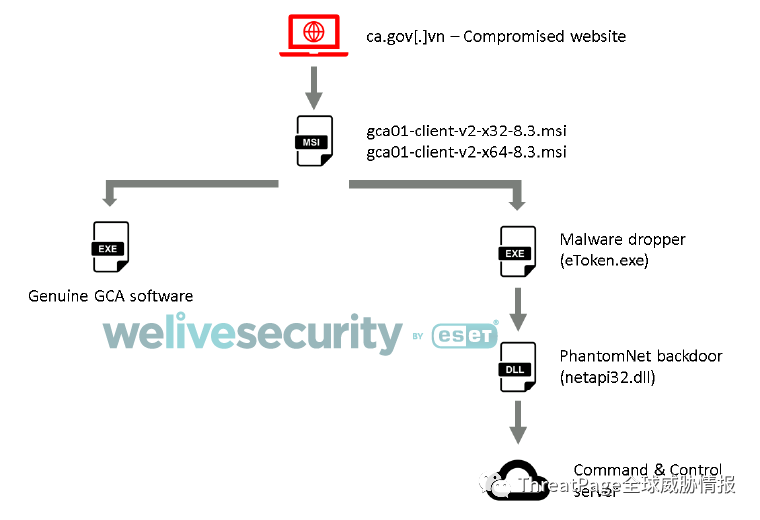 ca.gov[.]vn – Compromised website
MSI
gca01-client-v2-x32-8.3.msi
gca01-client-v2-x64-8.3.msi
EXE
Genuine GCA software
EXE
Malware dropper
(eToken.exe)
welivesecurity BY eset®
DLL
PhantomNet backdoor
(netapi32.dll)
Command & Control
server
ThreatPage全球威胁情报